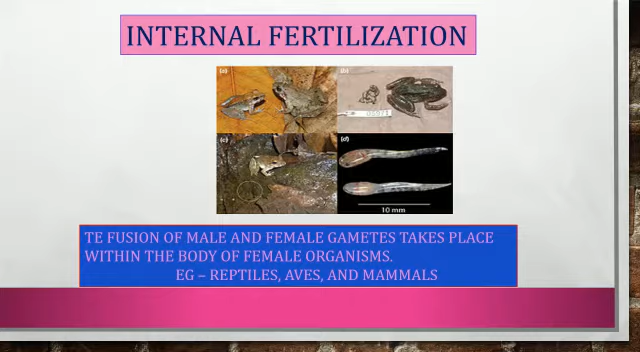 INTERNAL FERTILIZATION
(a)
(b)
(c)
(d)
10 mm
TE FUSION OF MALE AND FEMALE GAMETES TAKES PLACE
WITHIN THE BODY OF FEMALE ORGANISMS.
EG – REPTILES, AVES, AND MAMMALS